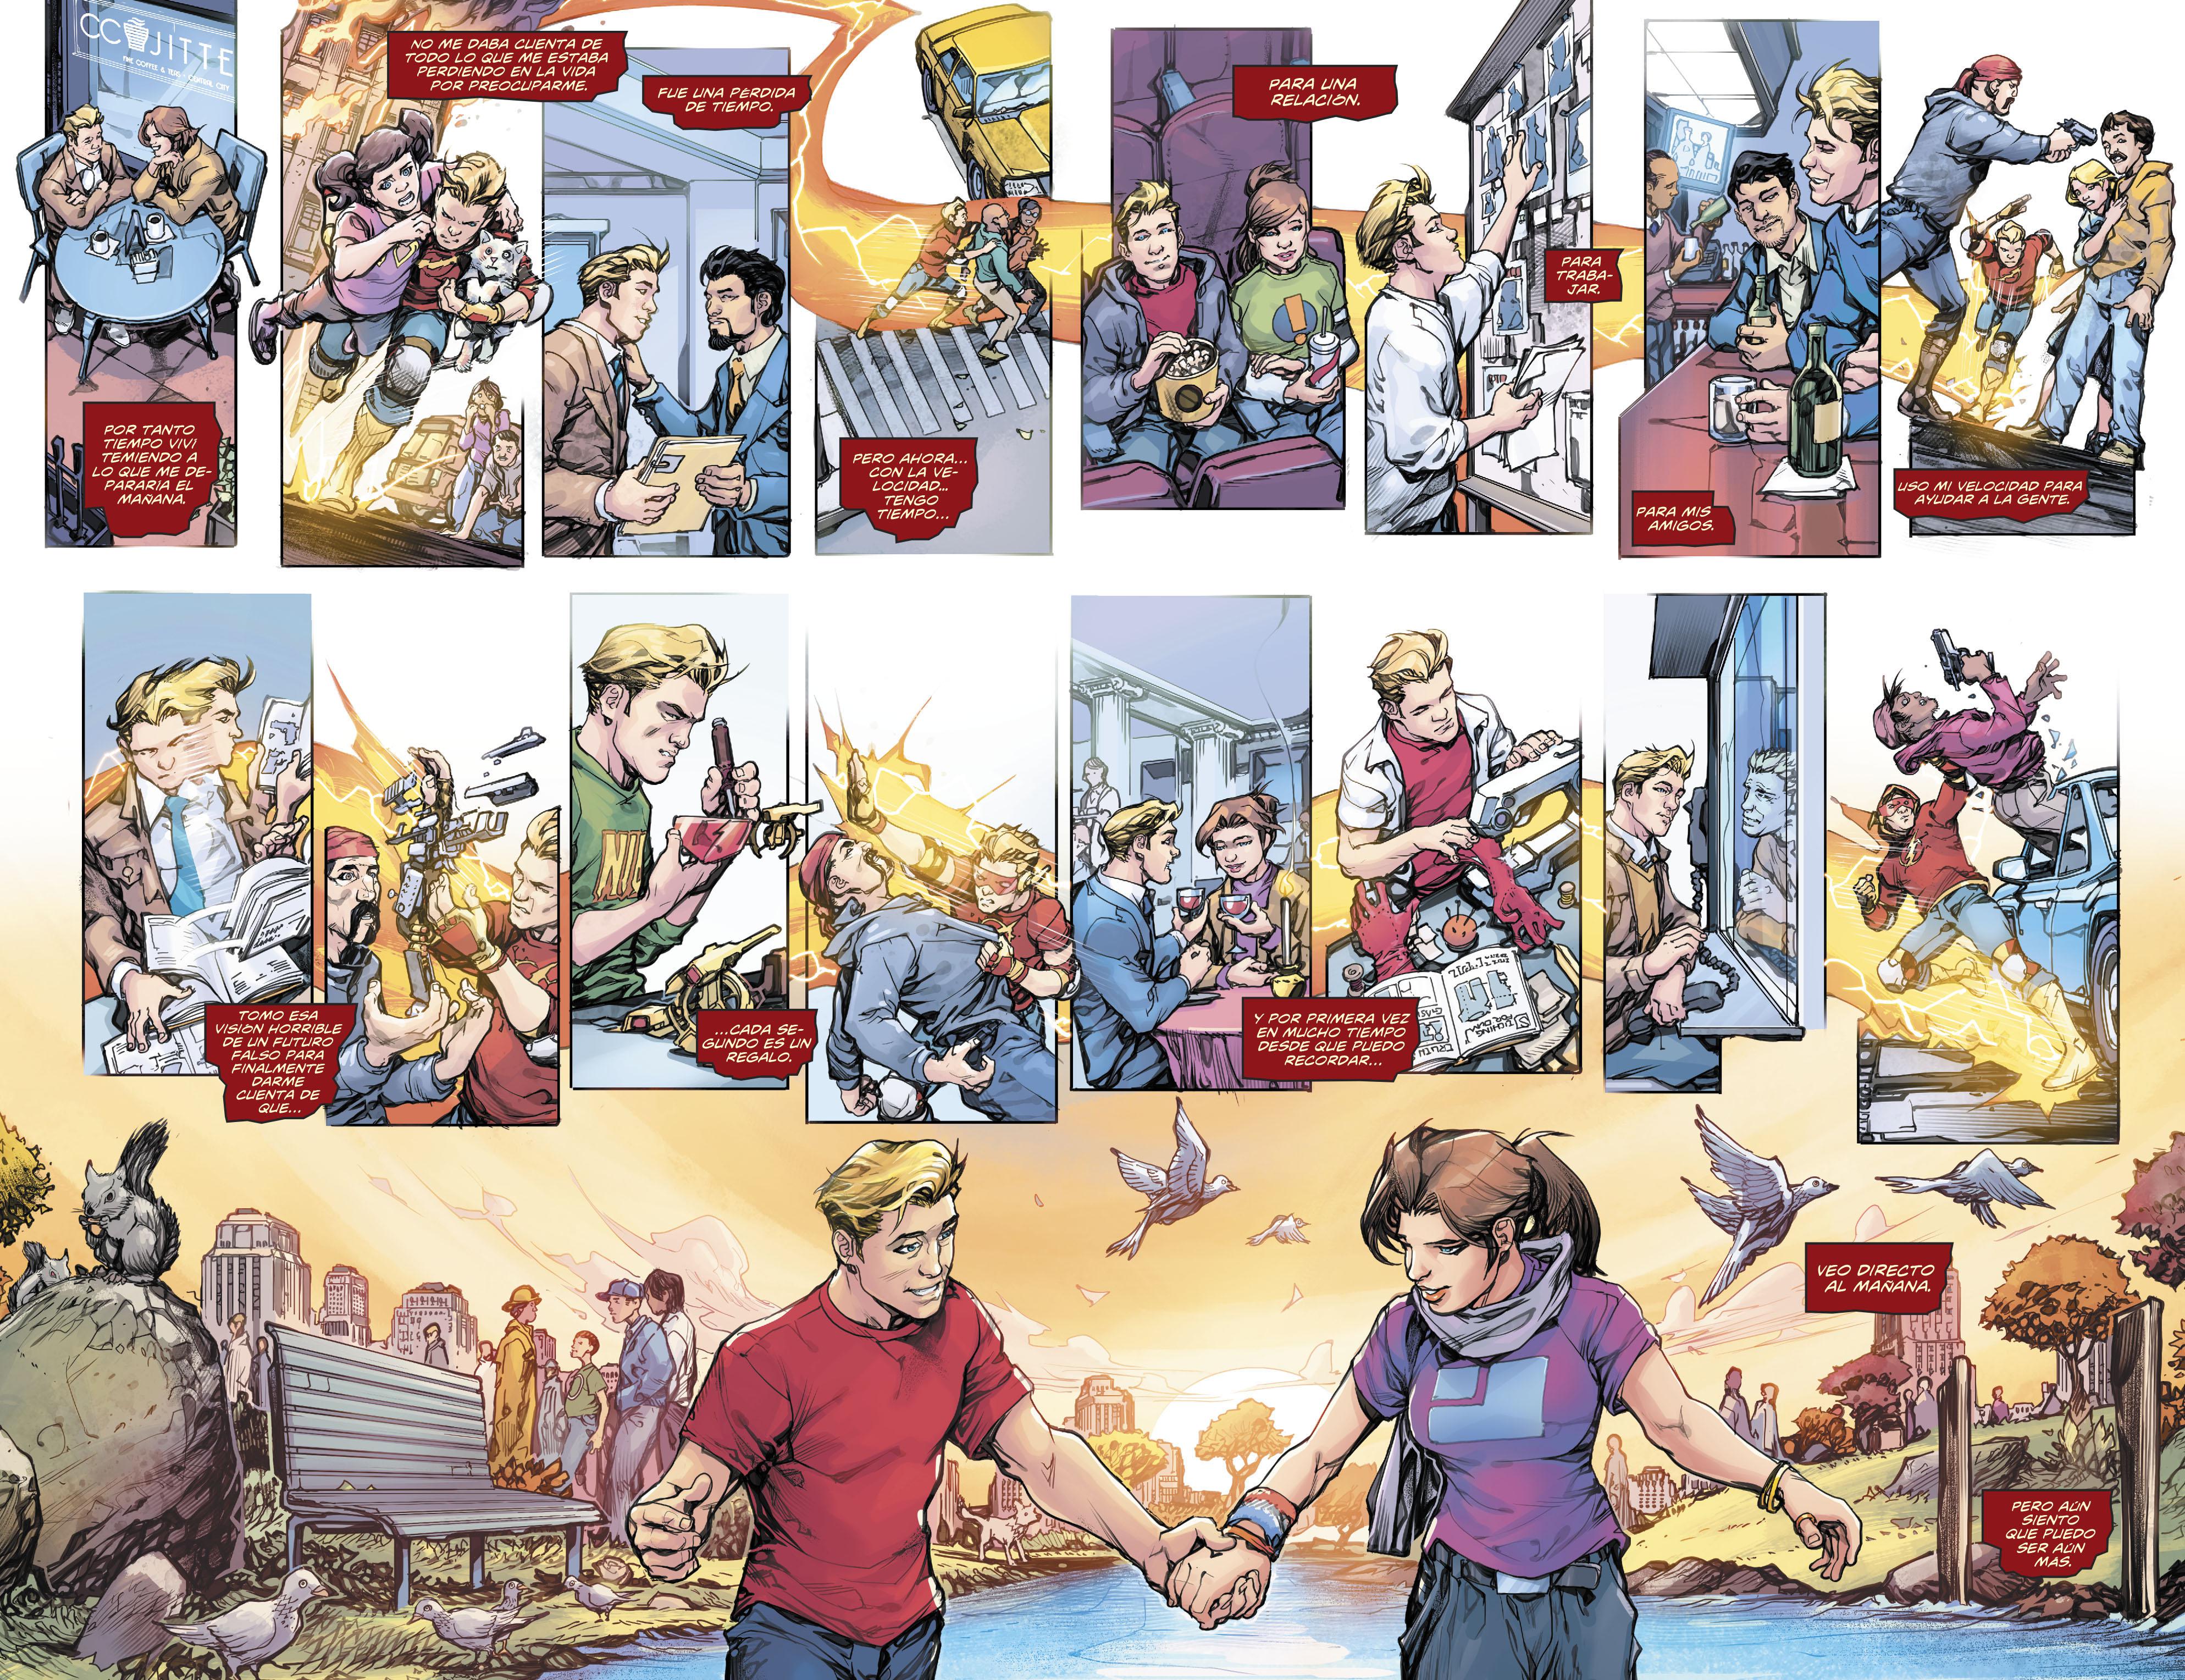 CC JITTE
FINE COFFEE & TEAS - CENTRAL CITY
POR TANTO
TIEMPO VIVI
TEMIENDO A
LO QUE ME DE-
PARARIA EL
MAÑANA.
NO ME DABA CUENTA DE
TODO LO QUE ME ESTABA
PERDIENDO EN LA VIDA
POR PREOCUPARME.
FUE UNA PERDIDA
DE TIEMPO.
PERO AHORA...
CON LA VE-
LOCIDAD...
TENGO
TIEMPO...
PARA UNA
RELACIÓN.
PARA
TRABA-
JAR.
PARA MIS
AMIGOS.
USO MI VELOCIDAD PARA
AYUDAR A LA GENTE.
TOMO ESA
VISIÓN HORRIBLE
DE UN FUTURO
FALSO PARA
FINALMENTE
DARME
CUENTA DE
QUE...
...CADA SE-
GUNDO ES UN
REGALO.
Y POR PRIMERA VEZ
EN MUCHO TIEMPO
DESDE QUE PUEDO
RECORDAR...
VEO DIRECTO
AL MAÑANA.
PERO AÚN
SIENTO
QUE PUEDO
SER AÚN
MAS.